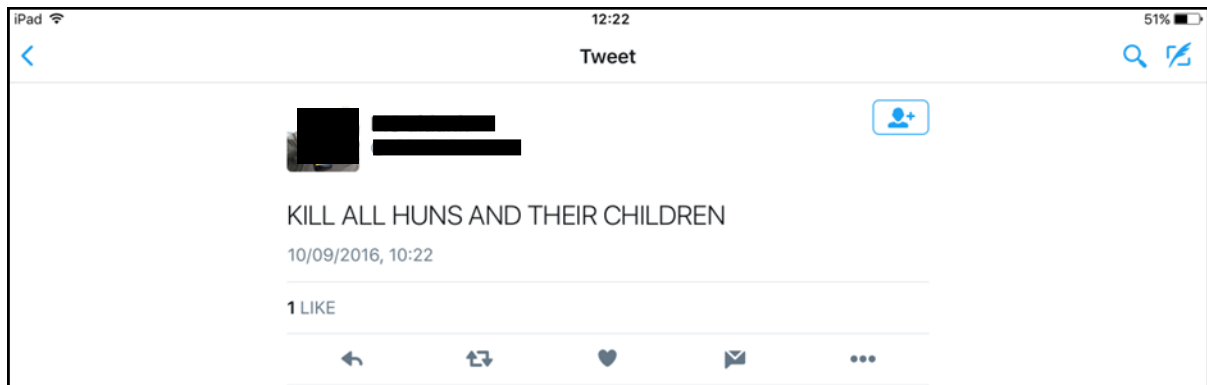 iPad 12:22 51%
Tweet
KILL ALL HUNS AND THEIR CHILDREN
10/09/2016, 10:22
1 LIKE